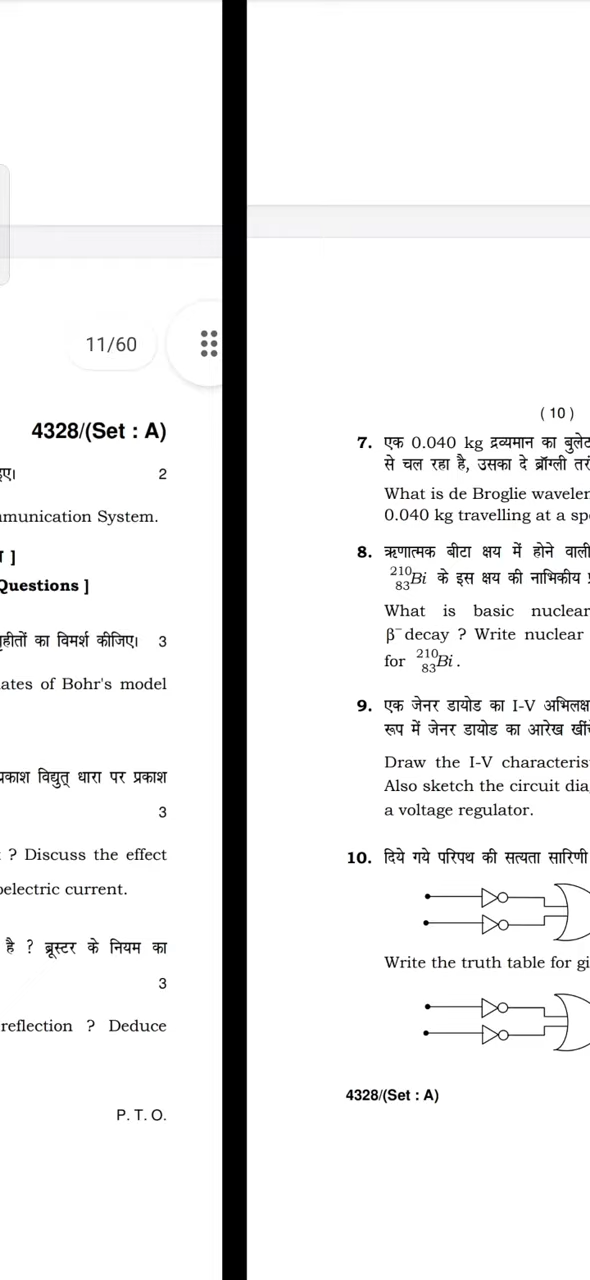 11/60
4328/(Set : A)
2
munication System.
]
Questions ]
का विमर्श कीजिए। 3
ates of Bohr's model
प्रकाश विद्युत् धारा पर प्रकाश
3
? Discuss the effect
electric current.
है ? ब्रूस्टर के नियम का
3
reflection ? Deduce
P. T. O.
( 10 )
7. एक 0.040 kg द्रव्यमान का
से चल रहा है, उसका दे ब्रॉग्ली
What is de Broglie
0.040 kg travelling at a
8. ऋणात्मक बीटा क्षय में होने वाली
²¹⁰₈₃Bi के इस क्षय की नाभिकीय
What is basic nuclear
β⁻ decay ? Write nuclear
for ²¹⁰₈₃Bi.
9. एक जेनर डायोड का I-V
रूप में जेनर डायोड का आरेख
Draw the I-V
Also sketch the circuit
a voltage regulator.
10. दिये गये परिपथ की सत्यता सारिणी
Write the truth table for
4328/(Set : A)